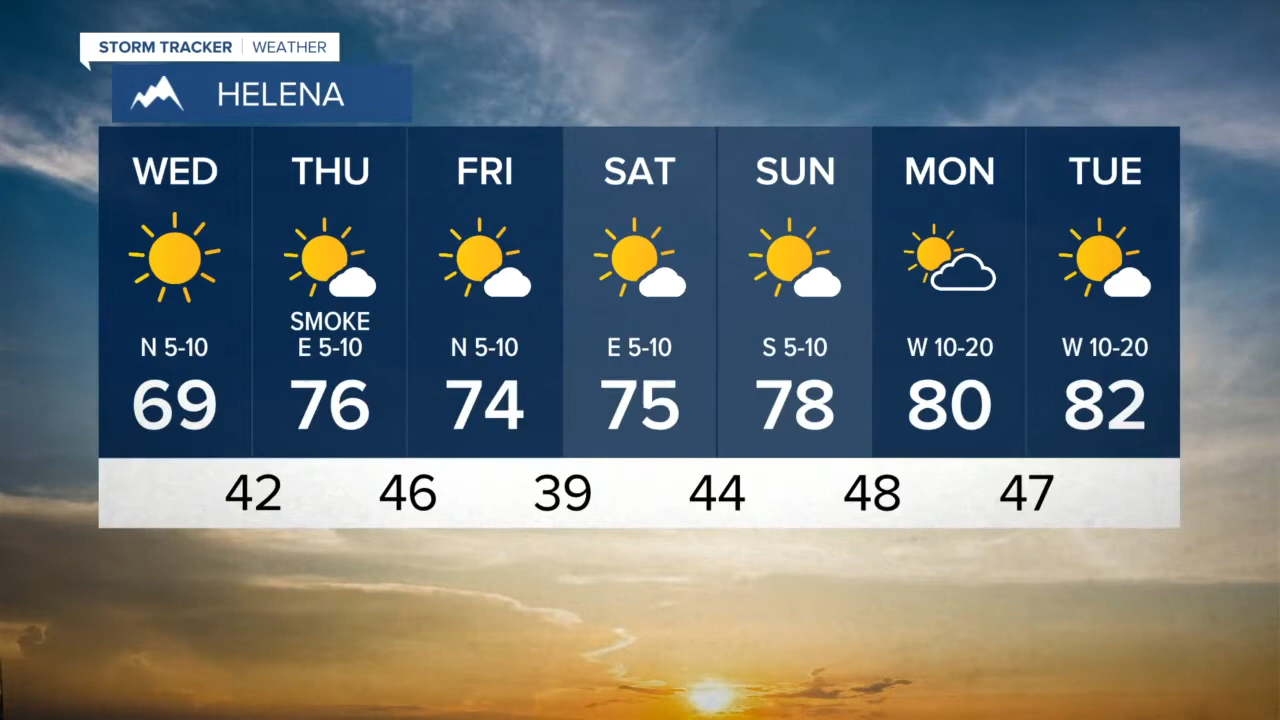 STORM TRACKER | WEATHER
HELENA
WED THU FRI SAT SUN MON TUE
SMOKE
N 5-10 E 5-10 N 5-10 E 5-10 S 5-10 W 10-20 W 10-20
69 76 74 75 78 80 82
42 46 39 44 48 47